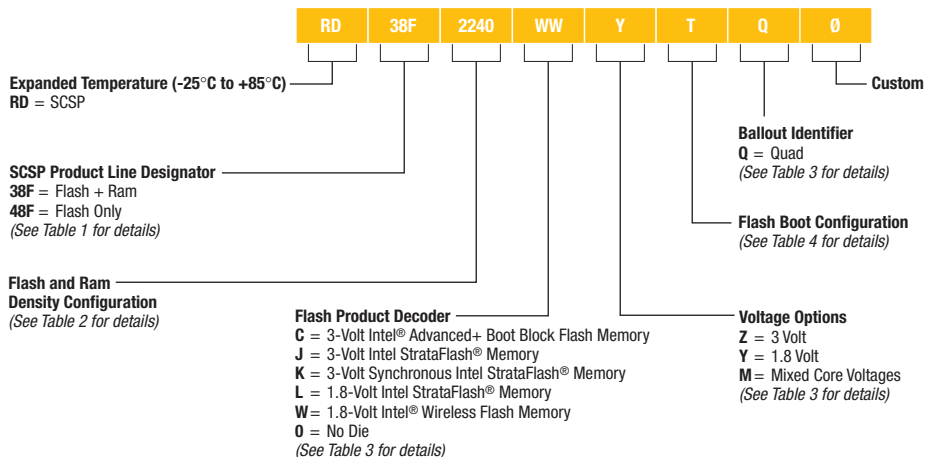 RD 38F 2240 WW Y T Q Ø
Expanded Temperature (-25°C to +85°C)
RD = SCSP
Custom
Ballout Identifier
Q = Quad
(See Table 3 for details)
SCSP Product Line Designator
38F = Flash + Ram
48F = Flash Only
(See Table 1 for details)
Flash Boot Configuration
(See Table 4 for details)
Flash and Ram
Density Configuration
(See Table 2 for details)
Flash Product Decoder
C = 3-Volt Intel® Advanced+ Boot Block Flash Memory
J = 3-Volt Intel StrataFlash® Memory
K = 3-Volt Synchronous Intel StrataFlash® Memory
L = 1.8-Volt Intel StrataFlash® Memory
W = 1.8-Volt Intel® Wireless Flash Memory
0 = No Die
(See Table 3 for details)
Voltage Options
Z = 3 Volt
Y = 1.8 Volt
M = Mixed Core Voltages
(See Table 3 for details)